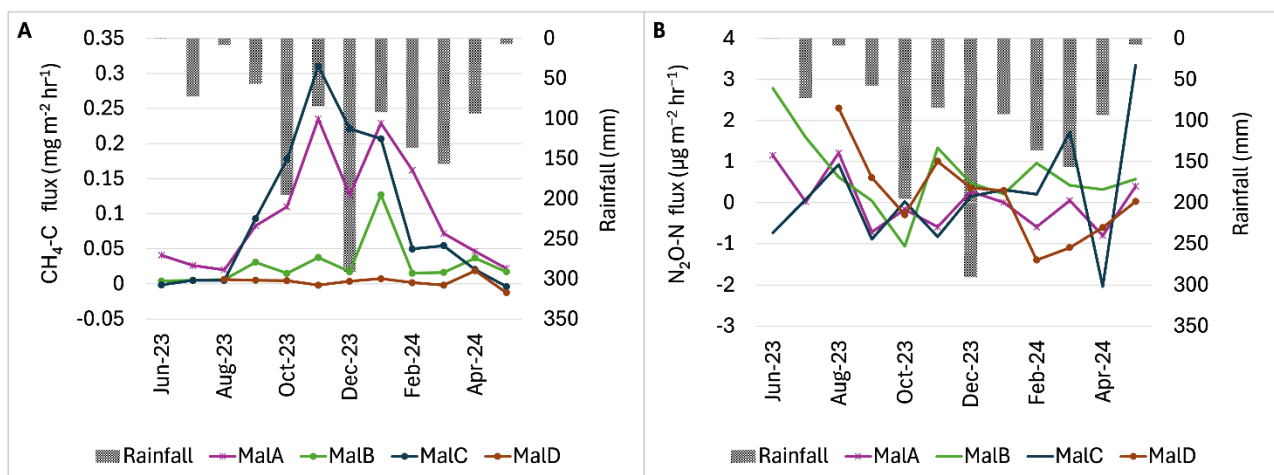 A
CH₄-C flux (mg m⁻² hr⁻¹)
0.35
0.3
0.25
0.2
0.15
0.1
0.05
0
-0.05
0
50
100
150
200
250
300
350
Rainfall (mm)
Jun-23
Aug-23
Oct-23
Dec-23
Feb-24
Apr-24
Rainfall MalA MalB MalC MalD
B
N₂O-N flux (µg m⁻² hr⁻¹)
4
3
2
1
0
-1
-2
-3
0
50
100
150
200
250
300
350
Rainfall (mm)
Jun-23
Aug-23
Oct-23
Dec-23
Feb-24
Apr-24
Rainfall MalA MalB MalC MalD